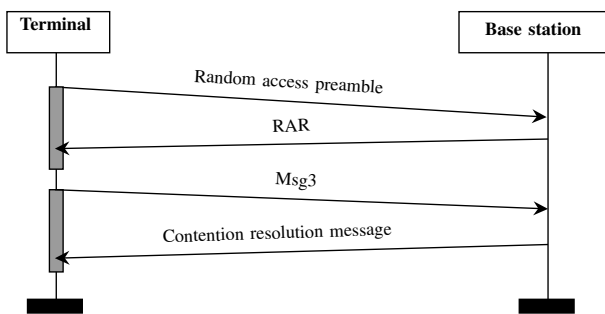 Terminal
Base station
Random access preamble
RAR
Msg3
Contention resolution message